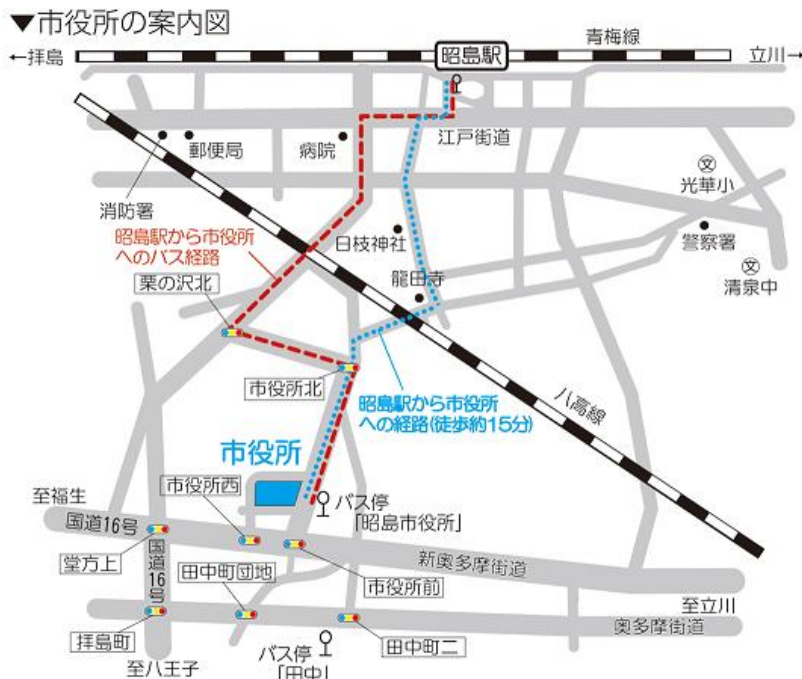 ▼市役所の案内図
青梅線
←拝島
昭島駅
立川→
江戸街道
郵便局
病院
消防署
光華小
文
日枝神社
警察署
昭島駅から市役所
へのバス経路
龍田寺
文
清泉中
栗の沢北
市役所北
昭島駅から市役所
への経路(徒歩約15分)
八高線
市役所
至福生
市役所西
バス停
「昭島市役所」
国道16号
堂方上
国道16号
田中町団地
市役所前
新奥多摩街道
至立川
拝島町
奥多摩街道
至八王子
バス停
「田中」
田中町二